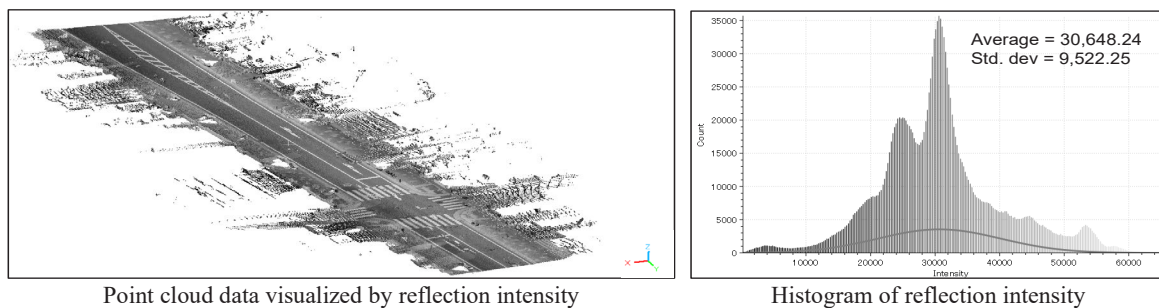 X
Y
Z
Average = 30,648.24
Std. dev = 9,522.25
Count
35000
30000
25000
20000
15000
10000
5000
0
10000
20000
30000
40000
50000
60000
Intensity
Point cloud data visualized by reflection intensity
Histogram of reflection intensity